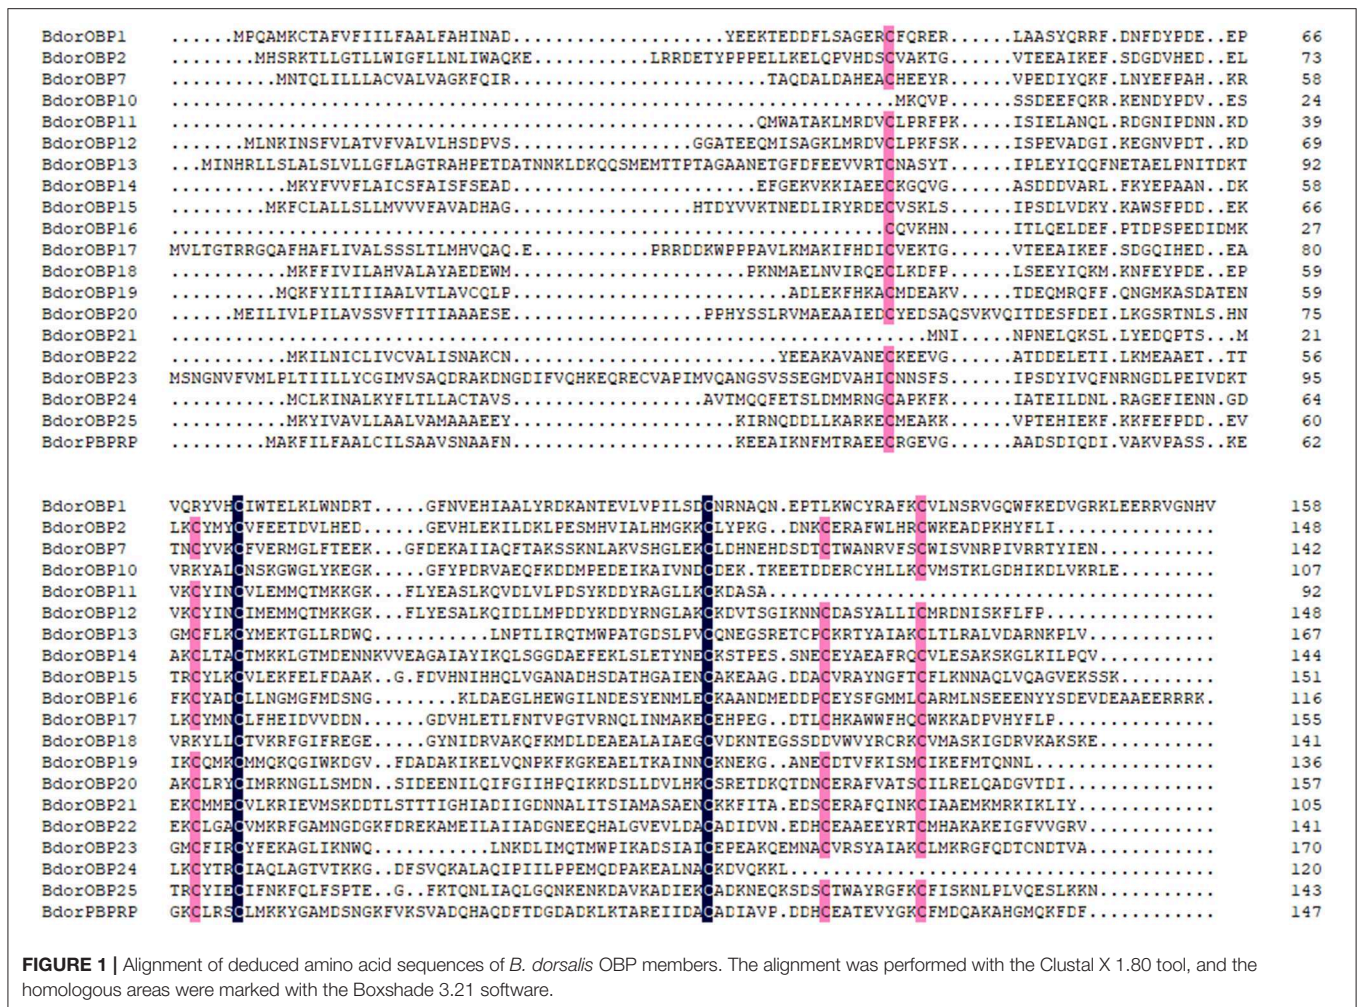 BdorOBP1 ......MPQAMKCTAFVFIILFAALFAHINAD....................YEEKTEDDFLSAGERCFQRER......LAASYQRRF.DNFDYPDE..EP 66
BdorOBP2 ........MHSRKTLLGTLLWIGFLLNLIWAQKE...........LRRDETYPPPELLKELQPVHDSCVAKTG......VTEEAIKEF.SDGDVHED..EL 73
BdorOBP7 ..........MNTQLILLLACVALVAGKFQIR........................TAQDALDAHEACHEEYR......VPEDIYQKF.LNYEFPAH..KR 58
BdorOBP10 ....................................................................MKQVP......SSDEEFQKR.KENDYPDV..ES 24
BdorOBP11 .......................................................QMWATAKLMRDVCLPRFPK.....ISIELANQL.RDGNIPDNN.KD 39
BdorOBP12 .......MLNKINSFVLATVFVALVLHSDPVS.................GGATEEQMISAGKLMRDVCLPKFSK.....ISPEVADGI.KEGNVPDT..KD 69
BdorOBP13 ...MINHRLLSLALSLVLLGFLAGTRAHPETDATNNKLDKQQSMEMTTPTAGAANETGFDFEEVVRTCNASYT......IPLEYIQQFNETAELPNITDKT 92
BdorOBP14 ...........MKYFVVFLAICSFAISFSEAD.......................EFGEKVKKIAEECKGQVG......ASDDDVARL.FKYEPAAN..DK 58
BdorOBP15 .........MKFCLALLSLLMVVVFAVADHAG.................HTDYVVKTNEDLIRYRDECVSKLS......IPSDLVDKY.KAWSFPDD..EK 66
BdorOBP16 ...................................................................CQVKHN......ITLQELDEF.PTDPSPEDIDMK 27
BdorOBP17 MVLTGTRRGQAFHAFLIVALSSSLTLMHVQAQ.E...........PRRDDKWPPPAVLKMAKIFHDICVEKTG......VTEEAIKEF.SDGQIHED..EA 80
BdorOBP18 ...........MKFFIVILAHVALAYAEDEWM......................PKNMAELNVIRQECLKDFP......LSEEYIQKM.KNFEYPDE..EP 59
BdorOBP19 ..........MQKFYILTIIAALVTLAVCQLP..........................ADLEKFHKACMDEAKV.....TDEQMRQFF.QNGMKASDATEN 59
BdorOBP20 ......MEILIVLPILAVSSVFTITIAAAESE..................PPHYSSLRVMAEAAIEDCYEDSAQSVKVQITDESFDEI.LKGSRTNLS.HN 75
BdorOBP21 .......................................................................MNI......NPNELQKSL.LYEDQPTS...M 21
BdorOBP22 ...........MKILNICLIVCVALISNAKCN.........................YEEAKAVANECKEEVG......ATDDELETI.LKMEAAET..TT 56
BdorOBP23 MSNGNVFVMLPLTIILLYCGIMVSAQDRAKDNGDIFVQHKEQRECVAPIMVQANGSVSSEGMDVAHICNNSFS......IPSDYIVQFNRNGDLPEIVDKT 95
BdorOBP24 .........MCLKINALKYFLTLLACTAVS..................AVTMQQFETSLDMMRNGCAPKFK......IATEILDNL.RAGEFIENN.GD 64
BdorOBP25 ...........MKYIVAVLLAALVAMAAAEEY.....................KIRNQDDLLKARKECMEAKK......VPTEHIEKF.KKFEFPDD..EV 60
BdorPBPRP .........MAKFILFAALCILSAAVSNAAFN.....................KEEAIKNFMTRAEECRGEVG......AADSDIQDI.VAKVPASS..KE 62
BdorOBP1 VQRYVHCIWTELKLWNDRT.....GFNVEHIAALYRDKANTEVLVPILSDCNRNAQN.EPTLKWCYRAFKCVLNSRVGQWFKEDVGRKLEERRVGNHV 158
BdorOBP2 LKCYMYCVFEETDVLHED......GEVHLEKILDKLPESMHVIALHMGKKCLYPKG..DNKCERAFWLHRCWKEADPKHYFLI............... 148
BdorOBP7 TNCYVKCFVERMGLFTEEK...GFDEKAIIAQFTAKSSKNLAKVSHGLEKCLDHNEHDSDTCTWANRVFSCWISVNRPIVRRTYIEN........... 142
BdorOBP10 VRKYALCNSKGWGLYKEGK....GFYPDRVAEQFKDDMPEDEIKAIVNDCDEK.TKEETDDERCYHLLKCVMSTKLGDHIKDLVKRLE......... 107
BdorOBP11 VKCYINCVLEMMQTMKKGK...FLYEASLKQVDLVLPDSYKDDYRAGLLKCKDASA.......................................... 92
BdorOBP12 VKCYINCIMEMMQTMKKGK...FLYESALKQIDLLMPDDYKDDYRNGLAKCKDVTSGIKNNCDASYALLICMRDNISKFLFP................ 148
BdorOBP13 GMCFLKCYMEKTGLLRDWQ...........LNPTLIRQTMWPATGDSLPVCQNEGSRETCPCKRTYAIAKCLTLRALVDARNKPLV............ 167
BdorOBP14 AKCLTACTMKKLGTMDENNKVVEAGAIAYIKQLSGGDAEFEKLSLETYNECKSTPES.SNECEYAEAFRQCVLESAKSKGLKILPQV........... 144
BdorOBP15 TRCYLKCVLEKFELFDAAK...G.FDVHNIHHQLVGANADHSDATHGAIENCAKEAAG.DDACVRAYNGFTCFLKNNAQLVQAGVEKSSK......... 151
BdorOBP16 FKCYADCLLNGMGFMDSNG........KLDAEGLHEWGILNDESYENMLECKAANDMEDDPCEYSFGMMLCARMLNSEEENYYSDEVDEAAEERRRK. 116
BdorOBP17 LKCYMNCLFHEIDVVDDN......GDVHLETLFNTVPGTVRNQLINMAKECEHPEG..DTLCHKAWWFHQCWKKADPVHYFLP............... 155
BdorOBP18 VRKYLLCTVKRFGIFREGE.....GYNIDRVAKQFKMDLDEAEALAIAEGCVDKNTEGSSDDVWVYRCRKCVMASKIGDRVKAKSKE........... 141
BdorOBP19 IKCQMKCMMQKQGIWKDGV...FDADAKIKELVQNPKFKGKEAELTKAINNCKNEKG..ANECDTVFKISMCIKEFMTQNNL................ 136
BdorOBP20 AKCLRYCIMRKNGLLSMDN...SIDEENILQIFGIIHPQIKKDSLLDVLHKCSRETDKQTDNCERAFVATSCILRELQADGVTDI.............. 157
BdorOBP21 EKCMMECVLKRIEVMSKDDTLSTTTIGHIADIIGDNNALITSIAMASAENCKKFITA.EDSCERAFQINKCIAAEMKMRKIKLIY............. 105
BdorOBP22 EKCLGACVMKRFGAMNGDGKFDREKAMEILAIIADGNEEQHALGVEVLDACADIDVN.EDHCEAAEEYRTCMHAKAKEIGFVVGRV............ 141
BdorOBP23 GMCFIRCYFEKAGLIKNWQ...........LNKDLIMQTMWPIKADSIAICEPEAKQEMNACVRSYAIAKCLMKRGFQDTCNDTVA............ 170
BdorOBP24 LKCYTRCIAQLAGTVTKKG...DFSVQKALAQIPIILPPEMQDPAKEALNACKDVQKKL........................................ 120
BdorOBP25 TRCYIECIFNKFQLFSPTE...G..FKTQNLIAQLGQNKENKDAVKADIEKCADKNEQKSDSCTWAYRGFKCFISKNLPLVQESLKKN........... 143
BdorPBPRP GKCLRSCLMKKYGAMDSNGKFVKSVADQHAQDFTDGDADKLKTAREIIDACADIAVP.DDHCEATEVYGKCFMDQAKAHGMQKFDF............ 147
FIGURE 1 | Alignment of deduced amino acid sequences of B. dorsalis OBP members. The alignment was performed with the Clustal X 1.80 tool, and the
homologous areas were marked with the Boxshade 3.21 software.